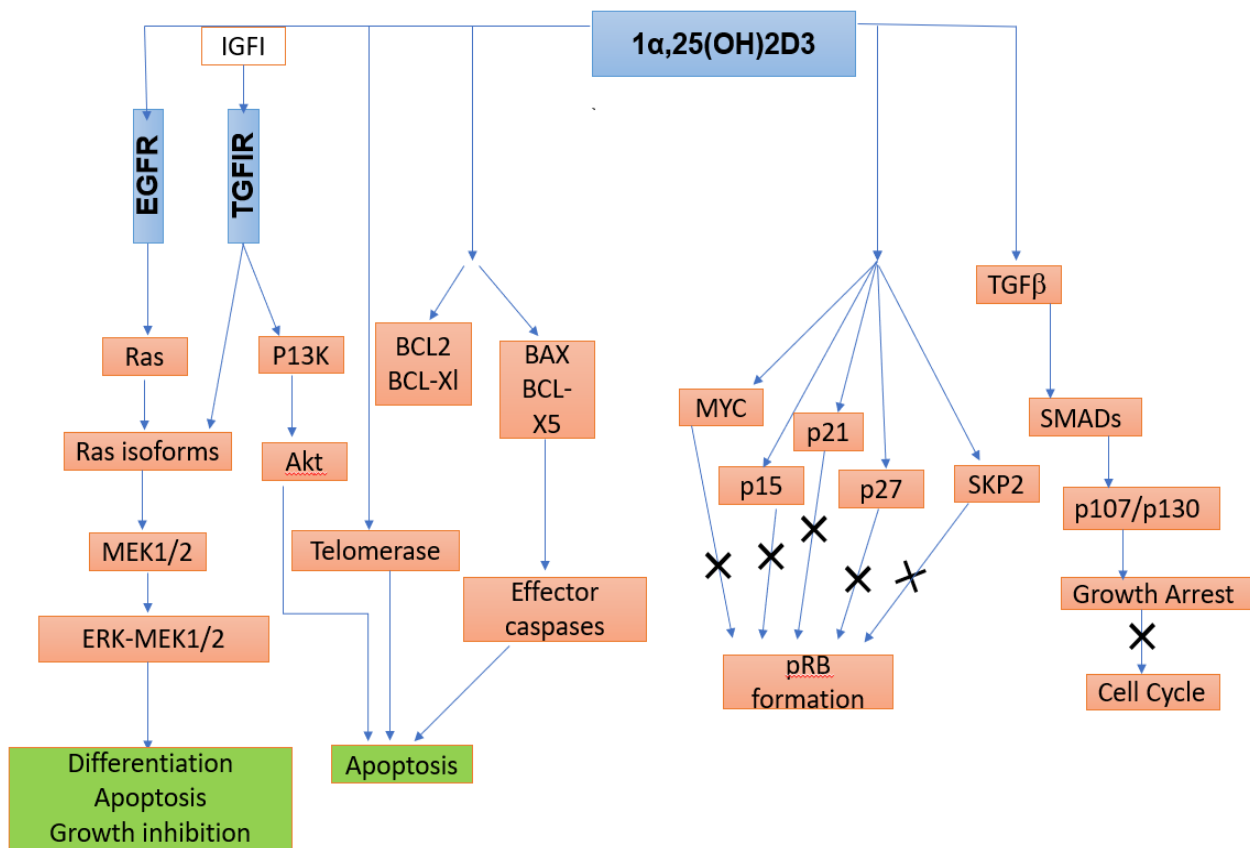 1α,25(OH)2D3
IGFI
EGFR
TGFIR
`
TGFβ
Ras
P13K
BCL2
BCL-Xl
BAX
BCL-
X5
MYC
p21
SMADs
Ras isoforms
Akt
p15
p27
SKP2
p107/p130
MEK1/2
Telomerase
Effector
caspases
Growth Arrest
ERK-MEK1/2
pRB
formation
Cell Cycle
Differentiation
Apoptosis
Growth inhibition
Apoptosis